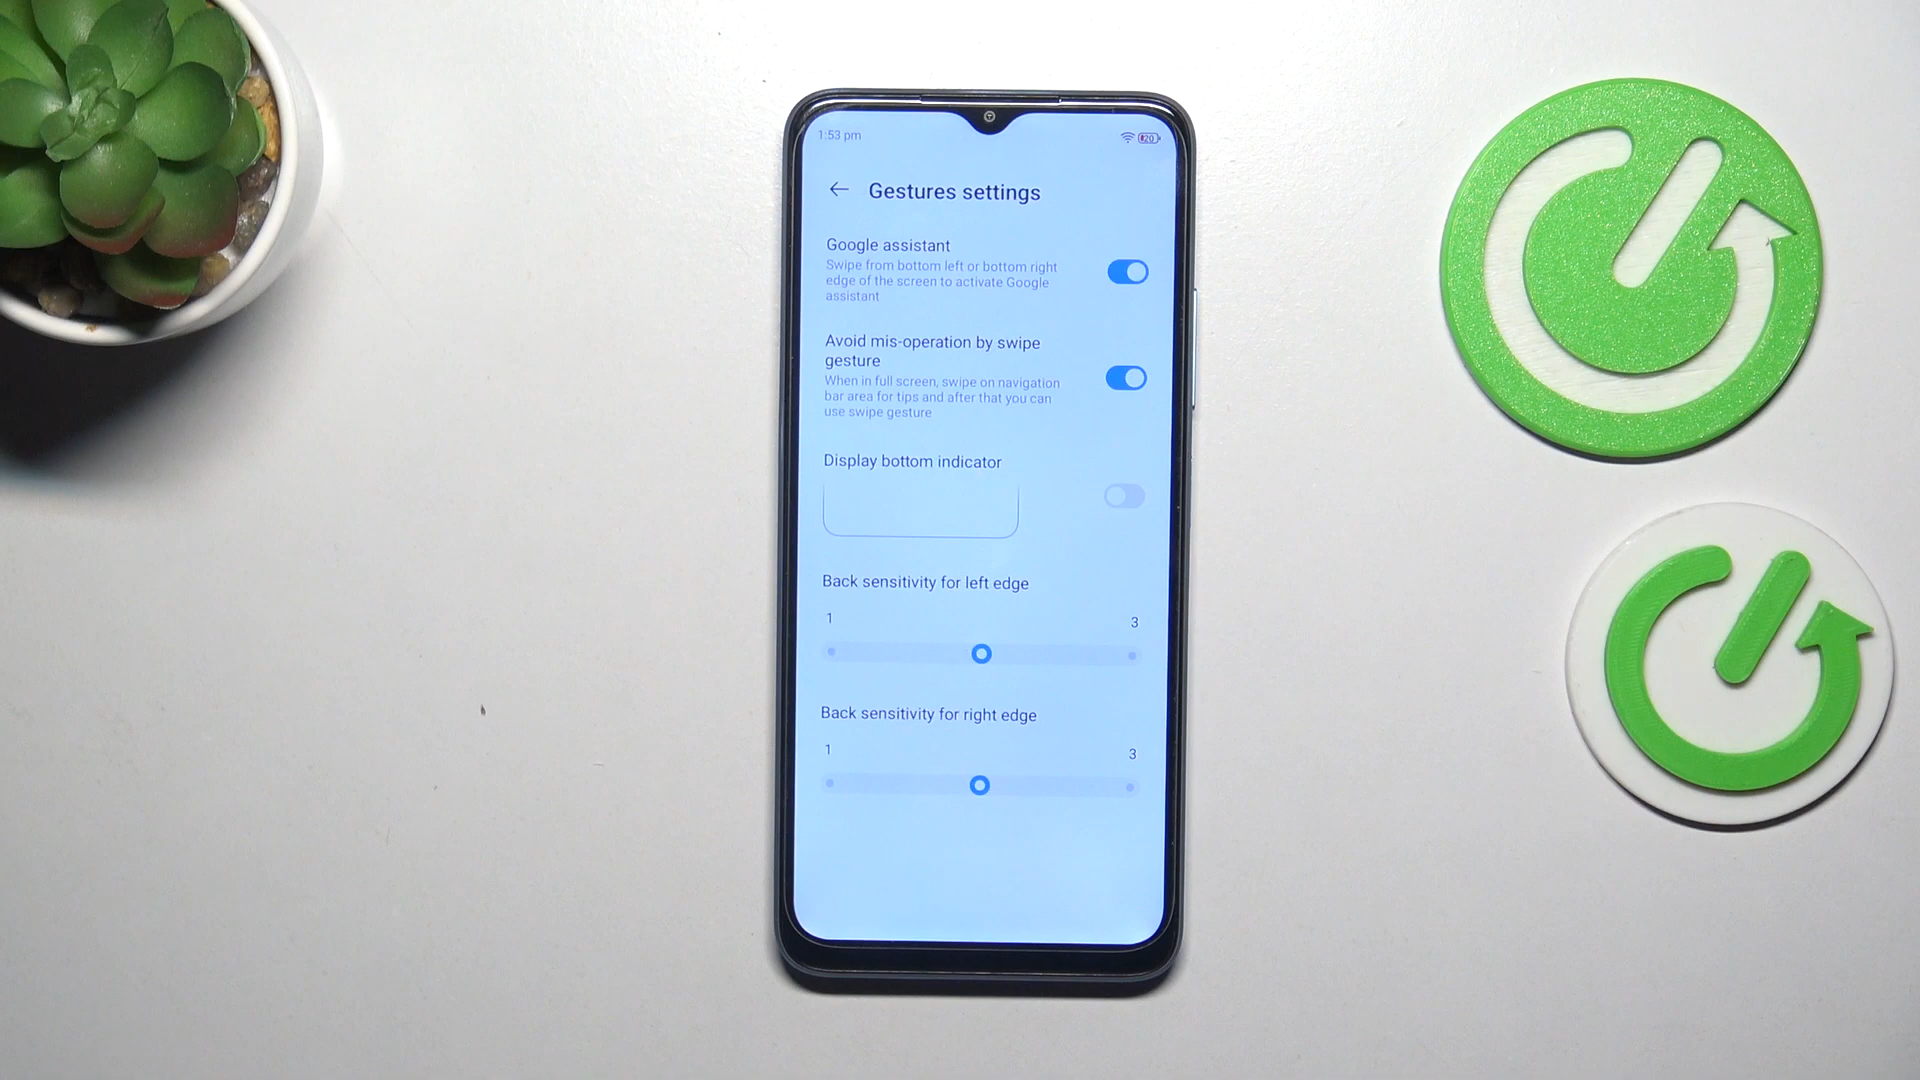 1:53 pm
20
Gestures settings
Google assistant
Swipe from bottom left or bottom right
edge of the screen to activate Google
assistant
Avoid mis-operation by swipe
gesture
When in full screen, swipe on navigation
bar area for tips and after that you can
use swipe gesture
Display bottom indicator
Back sensitivity for left edge
1 3
Back sensitivity for right edge
1 3